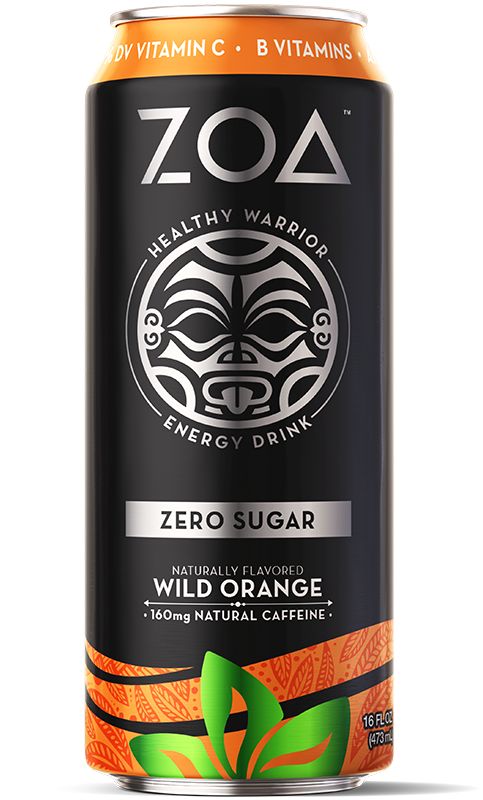 DV VITAMIN C • B VITAMINS •
ZOA™
HEALTHY WARRIOR
ENERGY DRINK
ZERO SUGAR
NATURALLY FLAVORED
WILD ORANGE
• 160mg NATURAL CAFFEINE •
16 FL OZ
(473 mL